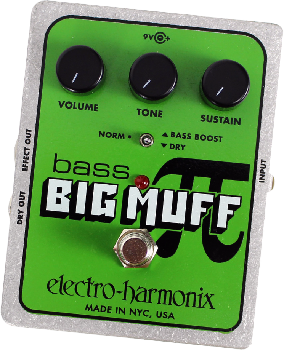 9V
VOLUME TONE SUSTAIN
NORM • ▲ BASS BOOST
▼ DRY
EFFECT OUT
DRY OUT
INPUT
bass
BIG MUFF
π
electro-harmonix
MADE IN NYC, USA